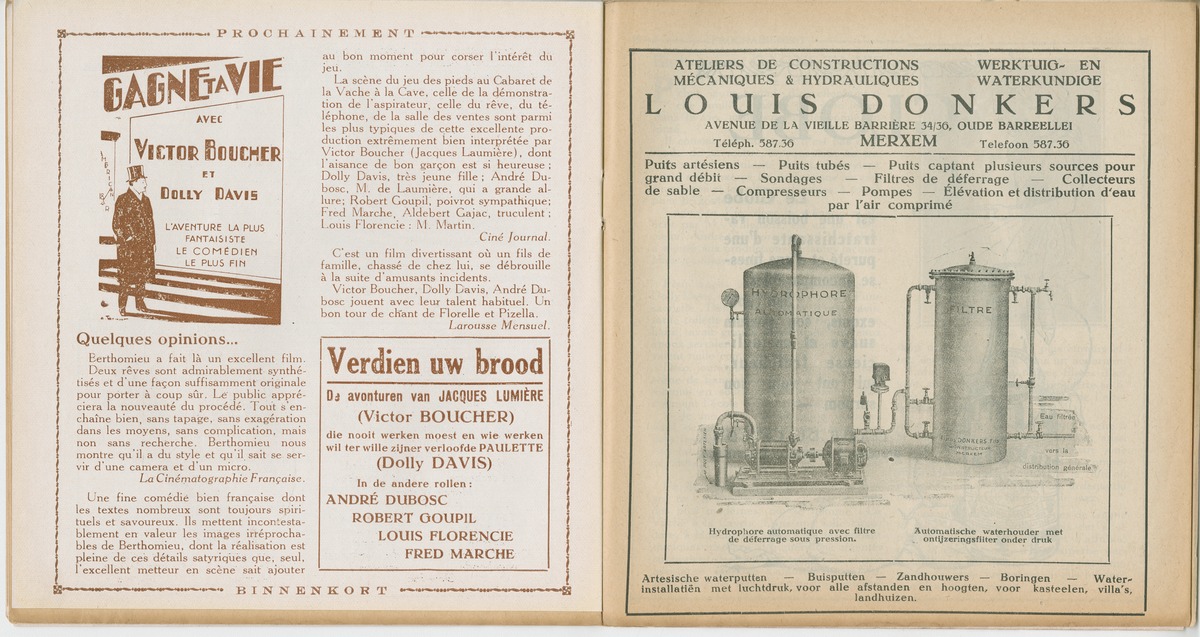 PROCHAINEMENT
GAGNE TA VIE
AVEC
VICTOR BOUCHER
ET
DOLLY DAVIS
L'AVENTURE LA PLUS
FANTAISISTE
LE COMÉDIEN
LE PLUS FIN
Quelques opinions...
Berthomieu a fait là un excellent film.
Deux rêves sont admirablement synthé-
tisés et d'une façon suffisamment originale
pour porter à coup sûr. Le public appré-
ciera la nouveauté du procédé. Tout s'en-
chaîne bien, sans tapage, sans exagération
dans les moyens, sans complication, mais
non sans recherche. Berthomieu nous
montre qu'il a du style et qu'il sait se ser-
vir d'une camera et d'un micro.
La Cinématographie Française.
Une fine comédie bien française dont
les textes nombreux sont toujours spiri-
tuels et savoureux. Ils mettent incontesta-
blement en valeur les images irréprocha-
bles de Berthomieu, dont la réalisation est
pleine de ces détails satyriques que, seul,
l'excellent metteur en scène sait ajouter
au bon moment pour corser l'intérêt du
jeu.
La scène du jeu des pieds au Cabaret de
la Vache à la Cave, celle de la démonstra-
tion de l'aspirateur, celle du rêve, du té-
léphone, de la salle des ventes sont parmi
les plus typiques de cette excellente pro-
duction extrêmement bien interprétée par
Victor Boucher (Jacques Laumière), dont
l'aisance de bon garçon est si heureuse ;
Dolly Davis, très jeune fille ; André Du-
bosc, M. de Laumière, qui a grande al-
lure; Robert Goupil, poivrot sympathique;
Fred Marche, Aldebert Gajac, truculent ;
Louis Florencie : M. Martin.
Ciné Journal.
C'est un film divertissant où un fils de
famille, chassé de chez lui, se débrouille
à la suite d'amusants incidents.
Victor Boucher, Dolly Davis, André Du-
bosc jouent avec leur talent habituel. Un
bon tour de chant de Florelle et Pizella.
Larousse Mensuel.
Verdien uw brood
De avonturen van JACQUES LUMIÈRE
(Victor BOUCHER)
die nooit werken moest en wie werken
wil ter wille zijner verloofde PAULETTE
(Dolly DAVIS)
In de andere rollen :
ANDRÉ DUBOSC
ROBERT GOUPIL
LOUIS FLORENCIE
FRED MARCHE
BINNENKORT
ATELIERS DE CONSTRUCTIONS
MÉCANIQUES & HYDRAULIQUES
WERKTUIG- EN
WATERKUNDIGE
LOUIS DONKERS
AVENUE DE LA VIEILLE BARRIÈRE 34/36, OUDE BARREELLEI
Téléph. 587.36 MERXEM Telefoon 587.36
Puits artésiens — Puits tubés — Puits captant plusieurs sources pour
grand débit — Sondages — Filtres de déferrage — Collecteurs
de sable — Compresseurs — Pompes — Élévation et distribution d'eau
par l'air comprimé
HYDROPHORE
AUTOMATIQUE
FILTRE
DONKERS
CONSTRUCTEUR
MERXEM
Eau filtrée
vers la
distribution générale
Hydrophore automatique avec filtre
de déferrage sous pression.
Automatische waterhouder met
ontijzeringsfilter onder druk
Artesische waterputten — Buisputten — Zandhouwers — Boringen — Water-
installatiën met luchtdruk, voor alle afstanden en hoogten, voor kasteelen, villa's,
landhuizen.